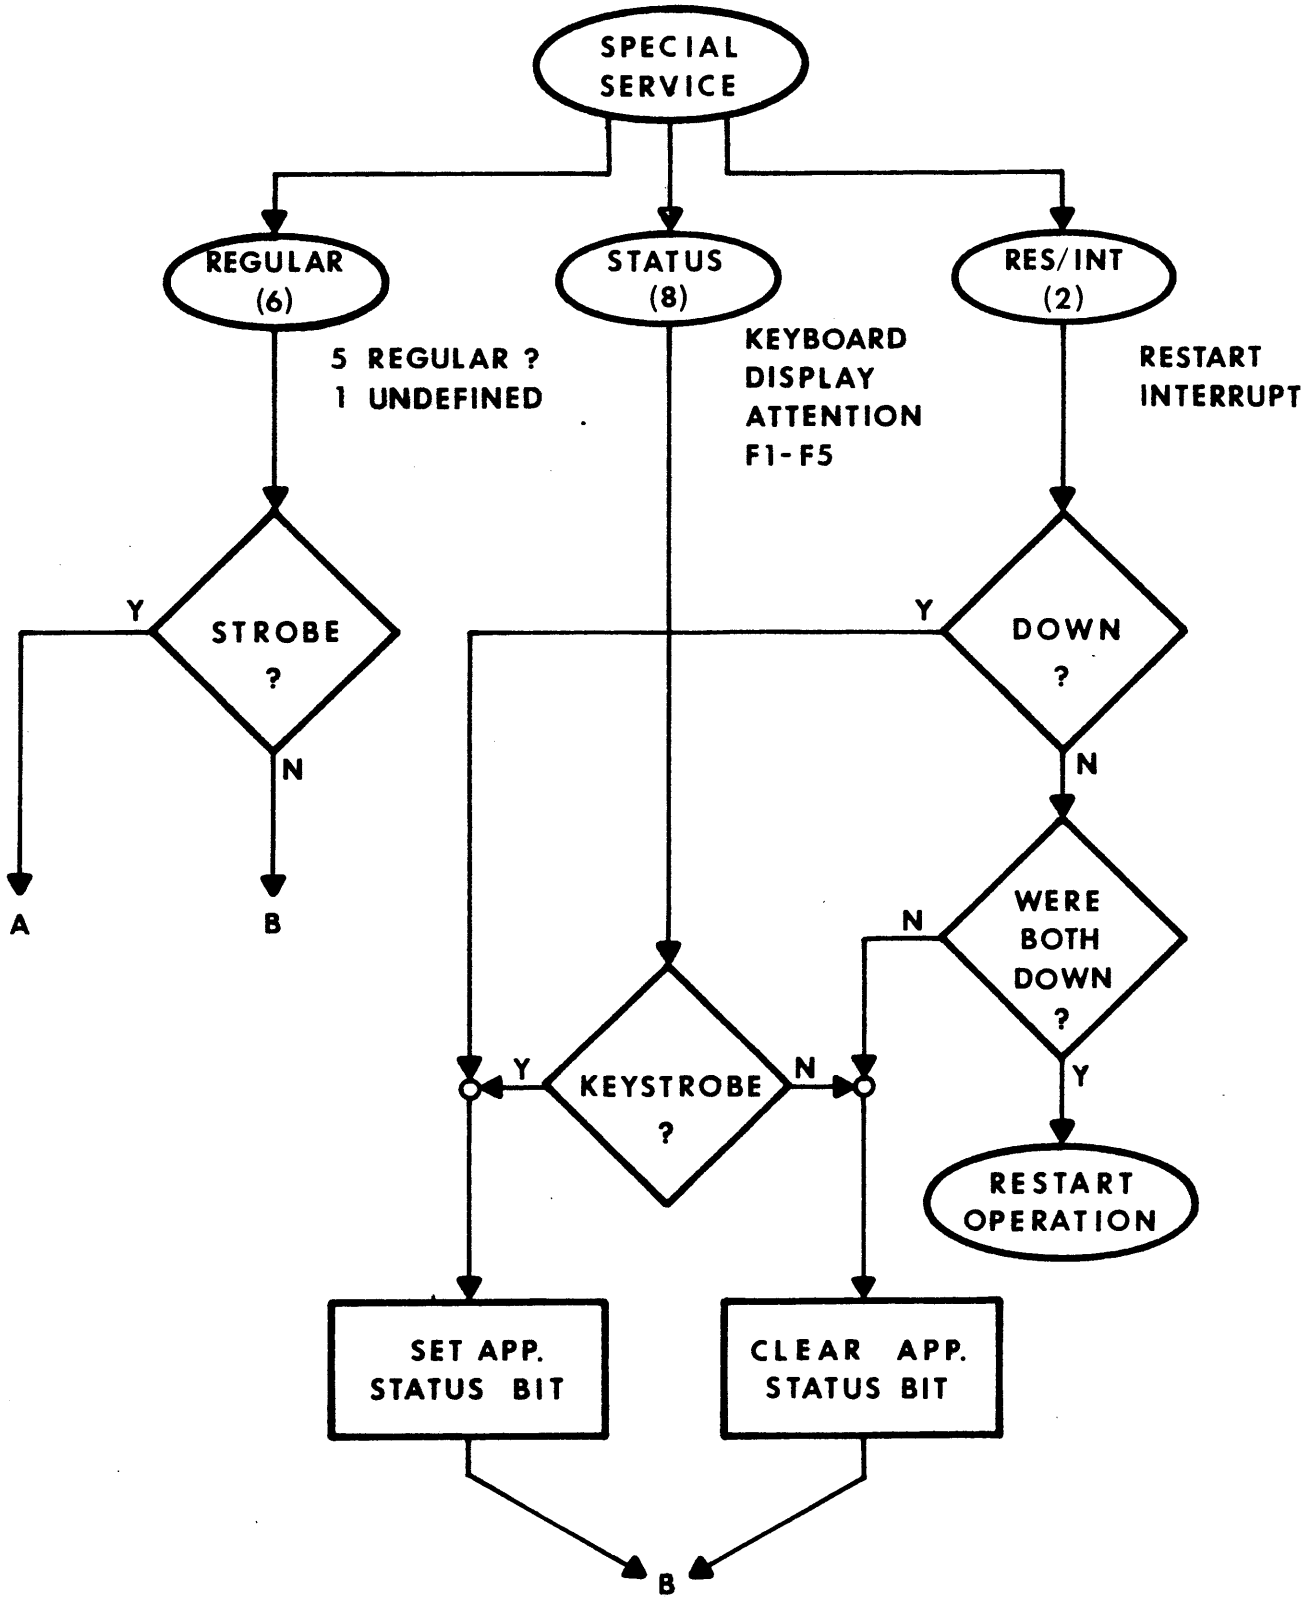 SPECIAL
SERVICE
REGULAR
(6)
STATUS
(8)
RES/INT
(2)
5 REGULAR ?
1 UNDEFINED
KEYBOARD
DISPLAY
ATTENTION
F1-F5
RESTART
INTERRUPT
Y
STROBE
?
N
A
B
Y
DOWN
?
N
N
WERE
BOTH
DOWN
?
Y
Y
KEYSTROBE
?
N
RESTART
OPERATION
SET APP.
STATUS BIT
CLEAR APP.
STATUS BIT
B